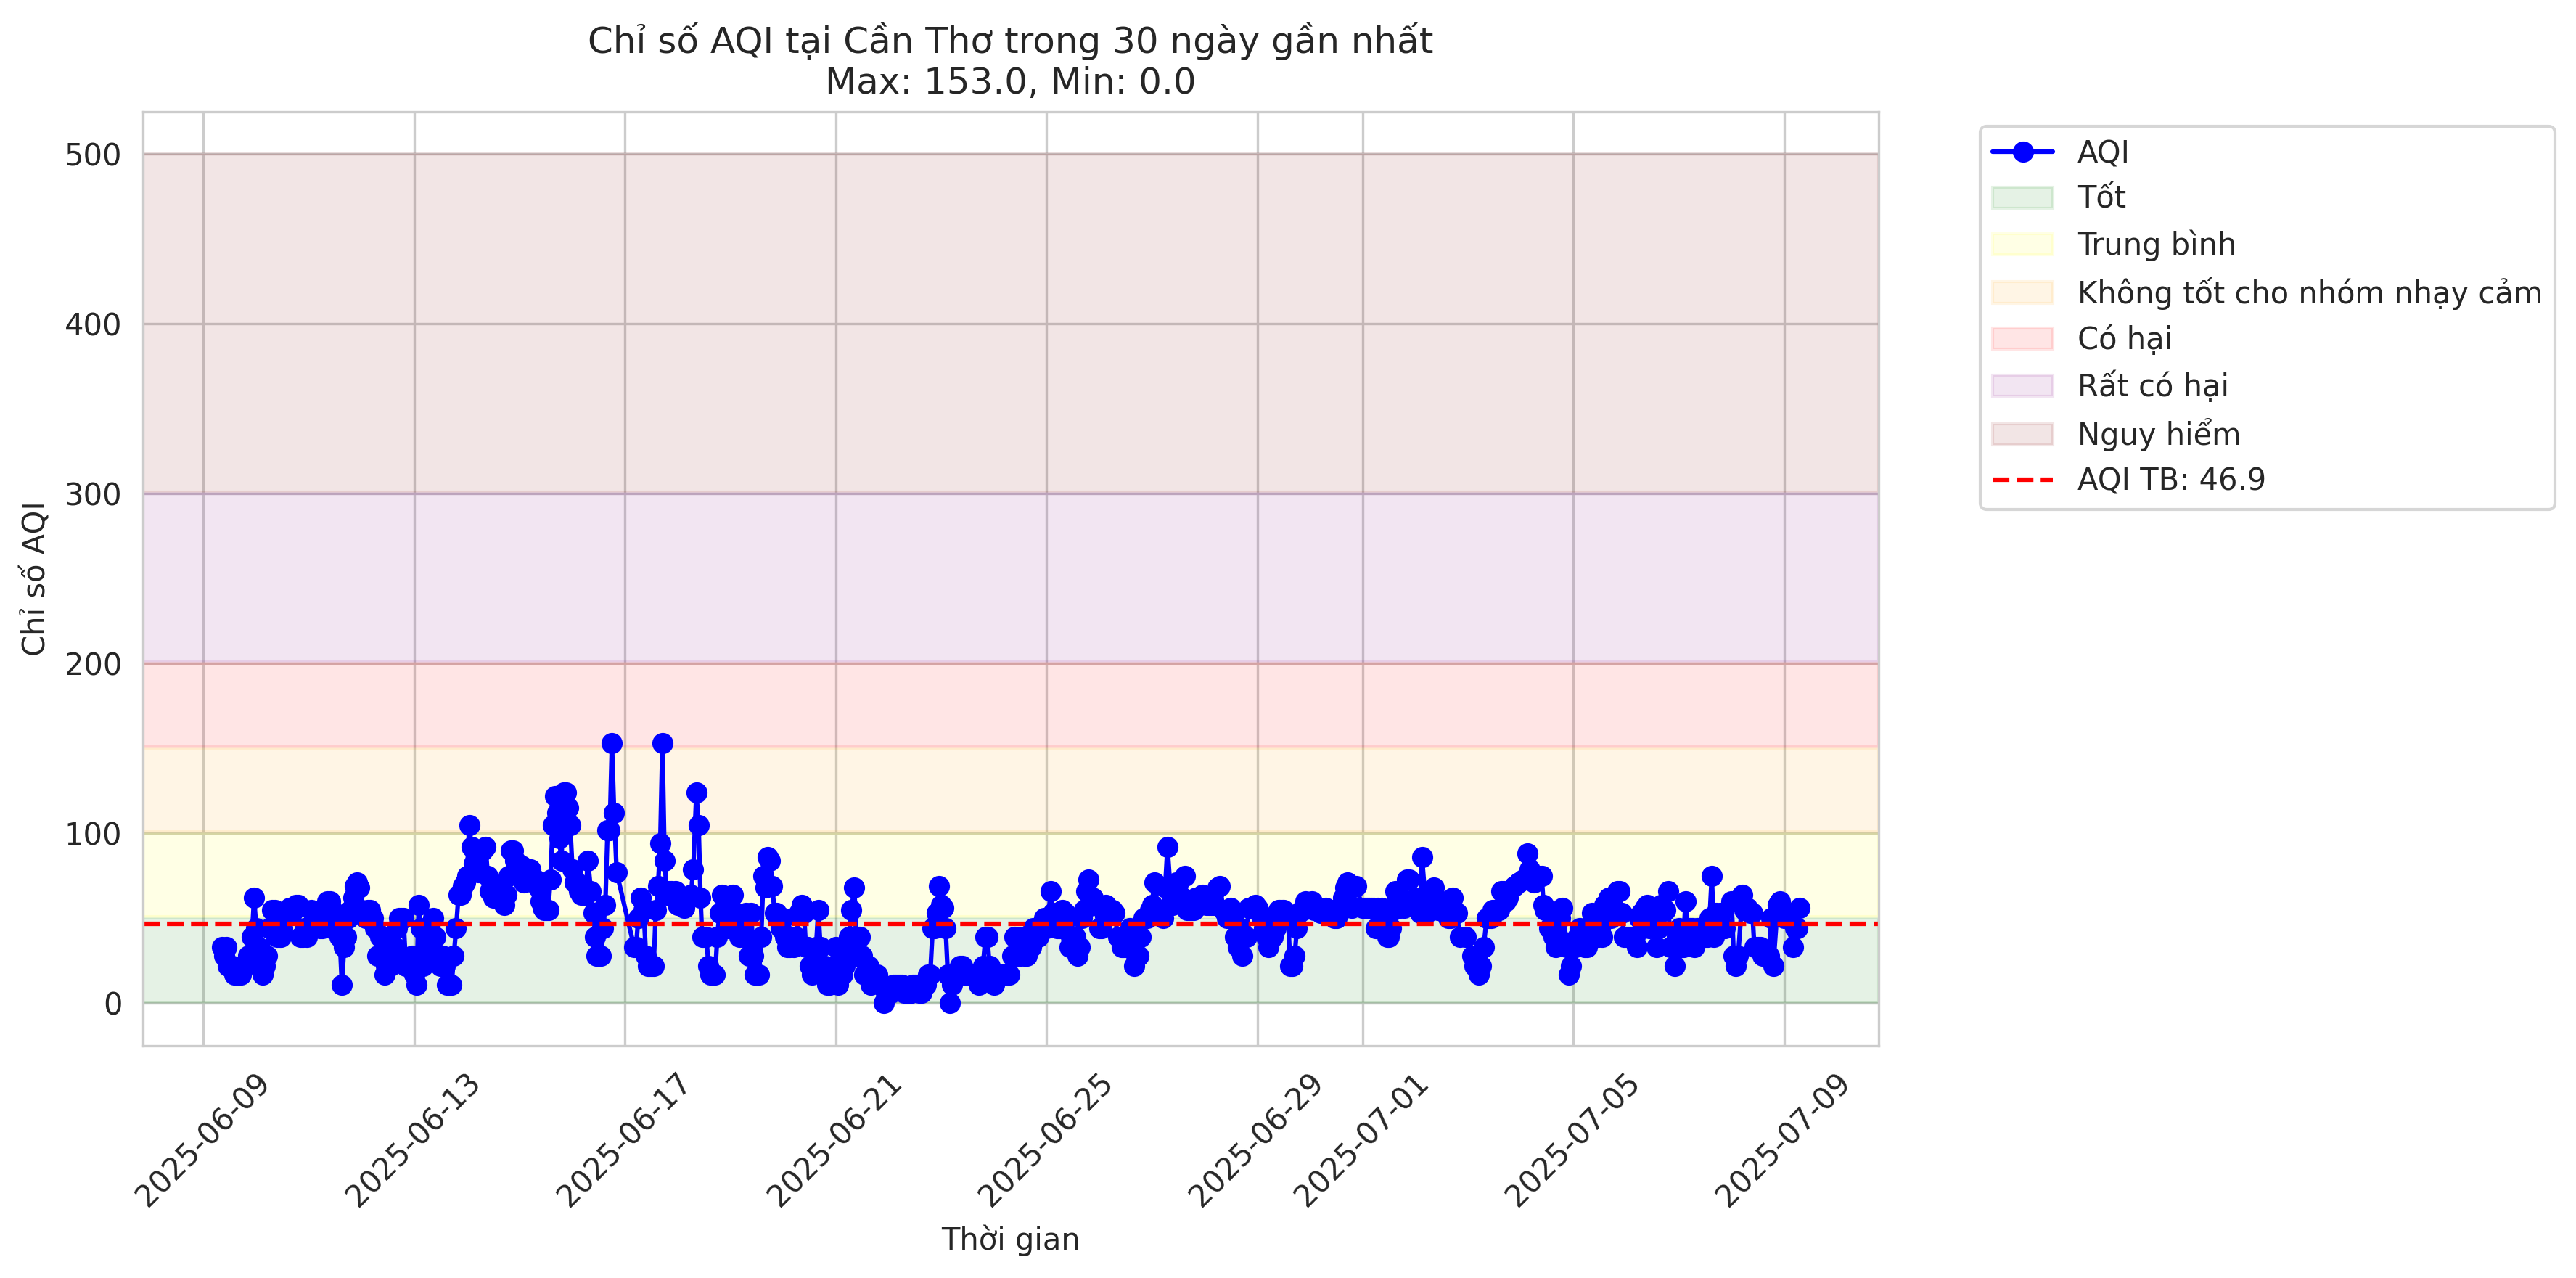 Chỉ số AQI tại Cần Thơ trong 30 ngày gần nhất
Max: 153.0, Min: 0.0
Chỉ số AQI
500
400
300
200
100
0
2025-06-09
2025-06-13
2025-06-17
2025-06-21
2025-06-25
2025-06-29
2025-07-01
2025-07-05
2025-07-09
Thời gian
AQI
Tốt
Trung bình
Không tốt cho nhóm nhạy cảm
Có hại
Rất có hại
Nguy hiểm
AQI TB: 46.9